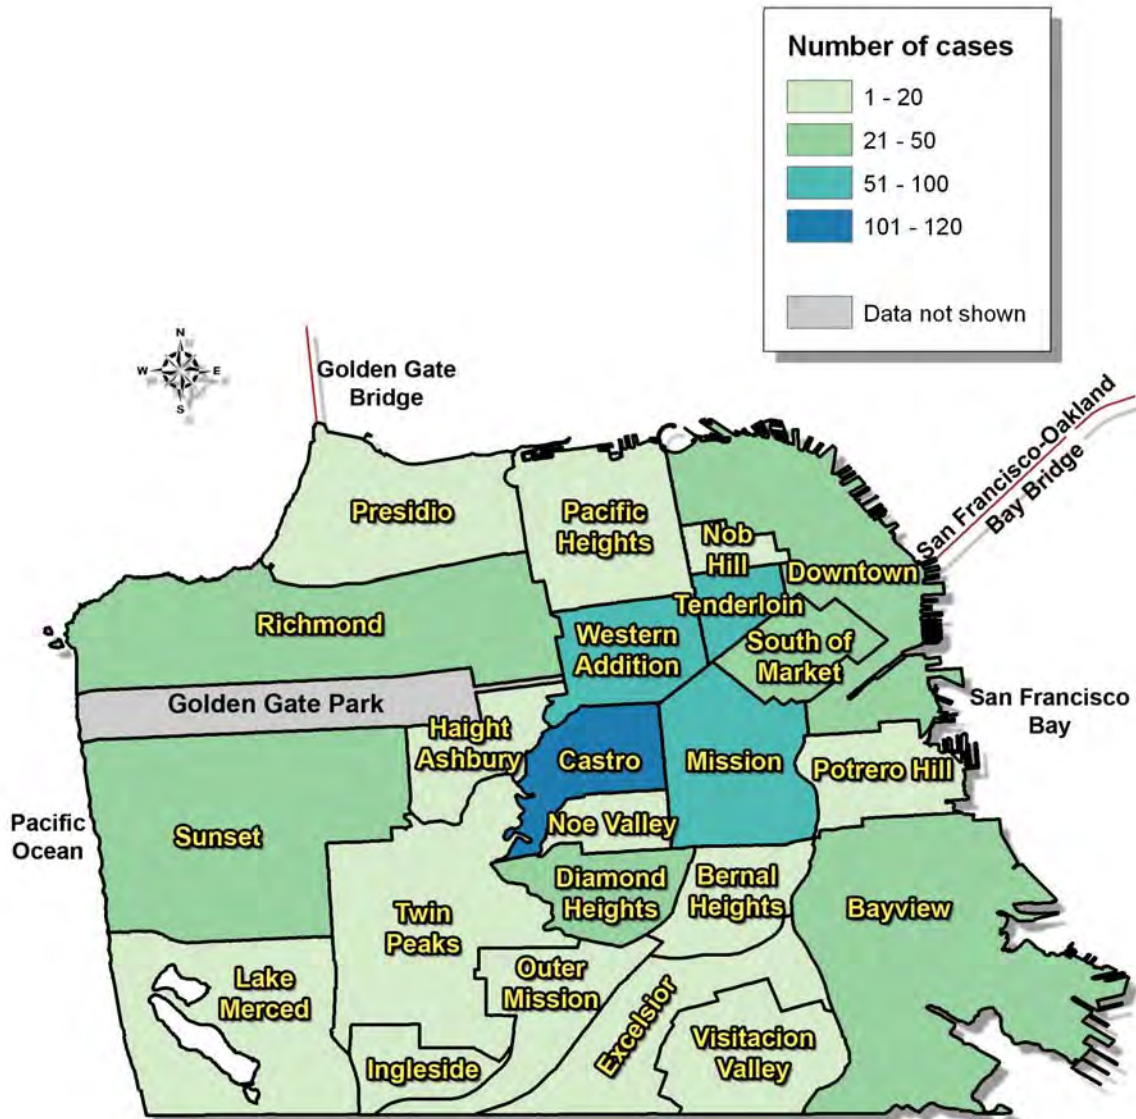 Number of cases
1 - 20
21 - 50
51 - 100
101 - 120
Data not shown
N
W E
S
Golden Gate
Bridge
San Francisco-Oakland
Bay Bridge
Presidio
Pacific
Heights
Nob
Hill
Downtown
Tenderloin
Richmond
Western
Addition
South of
Market
Golden Gate Park
San Francisco
Bay
Haight
Ashbury
Castro
Mission
Potrero Hill
Pacific
Ocean
Sunset
Noe Valley
Diamond
Heights
Bernal
Heights
Bayview
Twin
Peaks
Lake
Merced
Outer
Mission
Excelsior
Visitacion
Valley
Ingleside